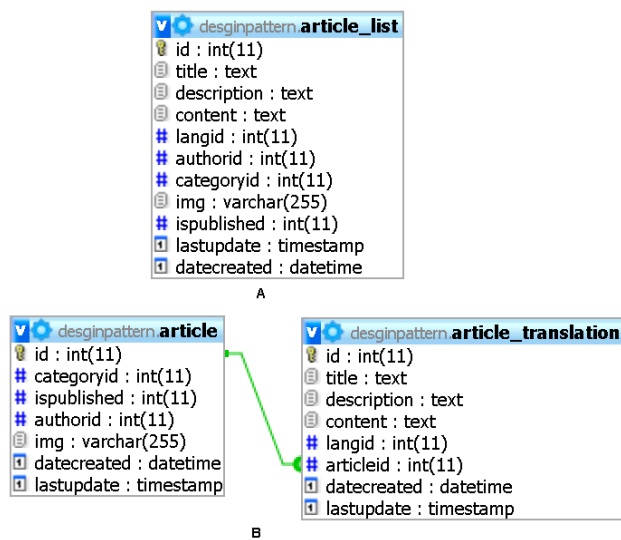 desginpattern.article_list
id : int(11)
title : text
description : text
content : text
langid : int(11)
authorid : int(11)
categoryid : int(11)
img : varchar(255)
ispublished : int(11)
lastupdate : timestamp
datecreated : datetime
A
desginpattern.article
id : int(11)
categoryid : int(11)
ispublished : int(11)
authorid : int(11)
img : varchar(255)
datecreated : datetime
lastupdate : timestamp
desginpattern.article_translation
id : int(11)
title : text
description : text
content : text
langid : int(11)
articleid : int(11)
datecreated : datetime
lastupdate : timestamp
B